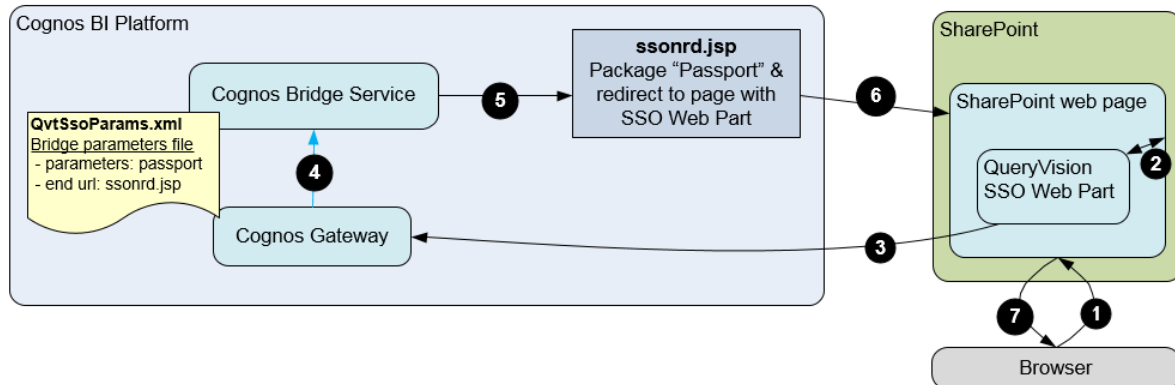 Cognos BI Platform
Cognos Bridge Service
5
ssonrd.jsp
Package “Passport” &
redirect to page with
SSO Web Part
6
QvtSsoParams.xml
Bridge parameters file
- parameters: passport
- end url: ssonrd.jsp
4
Cognos Gateway
3
SharePoint
SharePoint web page
2
QueryVision
SSO Web Part
7
1
Browser